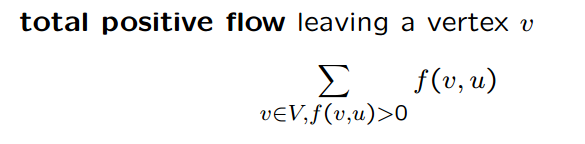 total positive flow leaving a vertex v
∑ f(v, u)
v∈V,f(v,u)>0